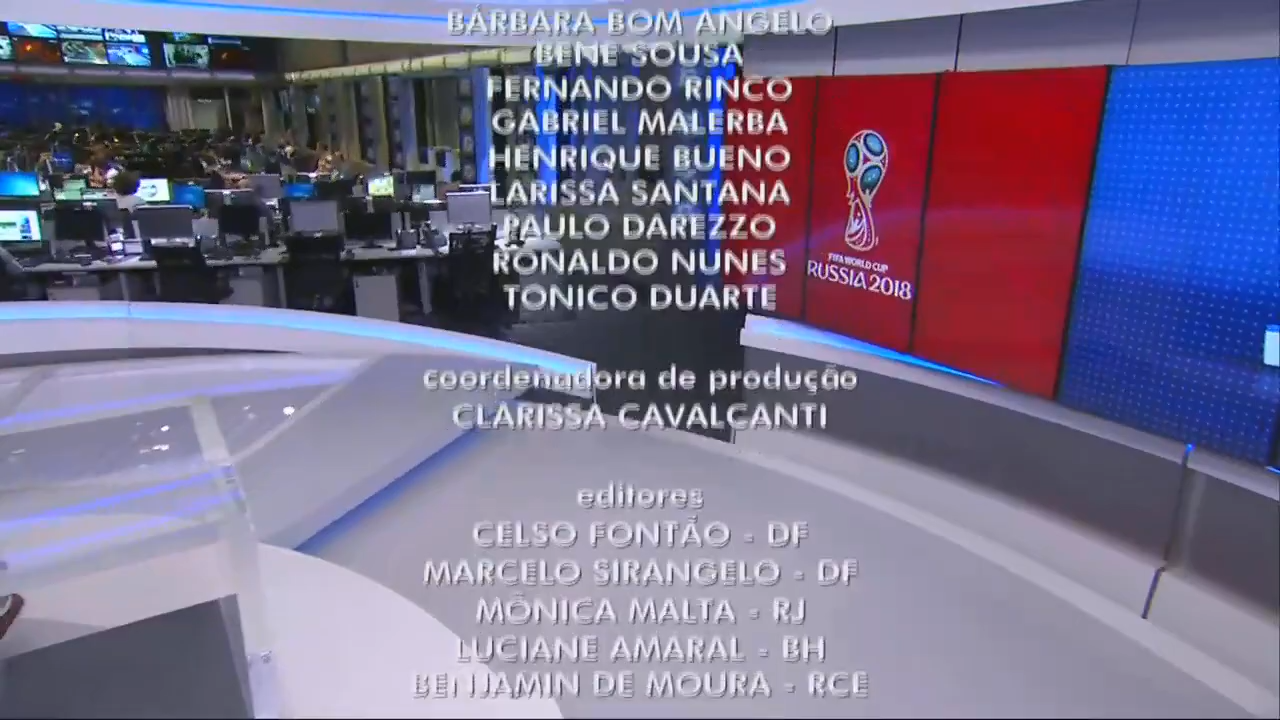 BÁRBARA BOM ANGELO
BENE SOUSA
FERNANDO RINCO
GABRIEL MALERBA
HENRIQUE BUENO
LARISSA SANTANA
PAULO DAREZZO
RONALDO NUNES
TONICO DUARTE
coordenadora de produção
CLARISSA CAVALCANTI
editores
CELSO FONTÃO - DF
MARCELO SIRANGELO - DF
MÔNICA MALTA - RJ
LUCIANE AMARAL - BH
BENJAMIN DE MOURA - RCE
FIFA WORLD CUP
RUSSIA 2018